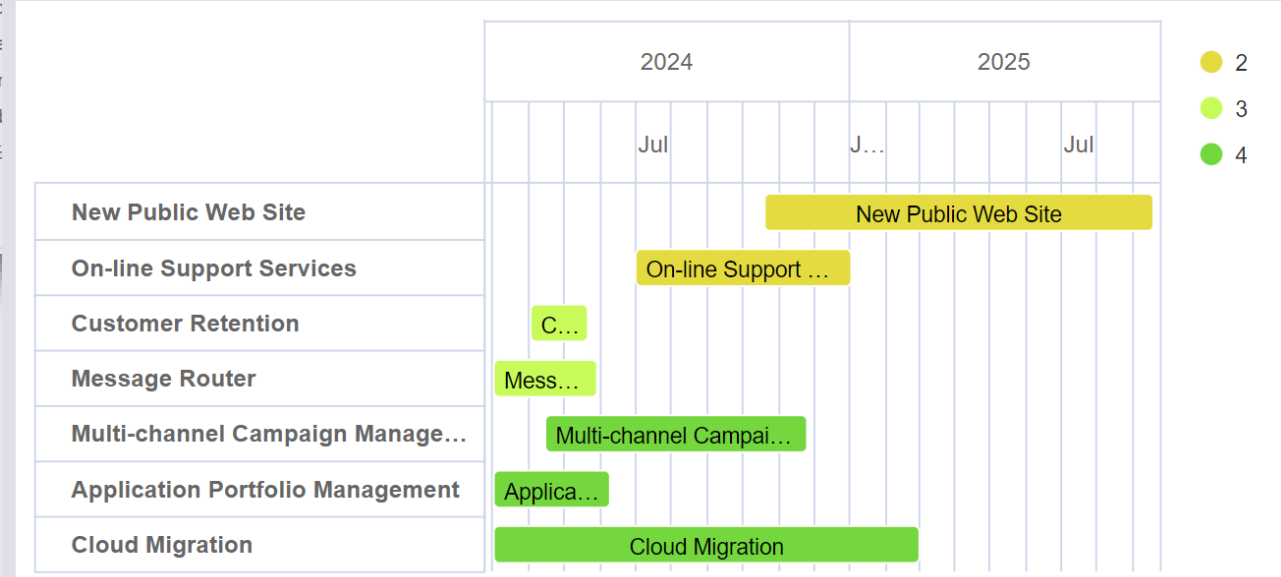 2024 2025
2
3
4
Jul J… Jul
New Public Web Site New Public Web Site
On-line Support Services On-line Support …
Customer Retention C…
Message Router Mess…
Multi-channel Campaign Manage… Multi-channel Campai…
Application Portfolio Management Applica…
Cloud Migration Cloud Migration